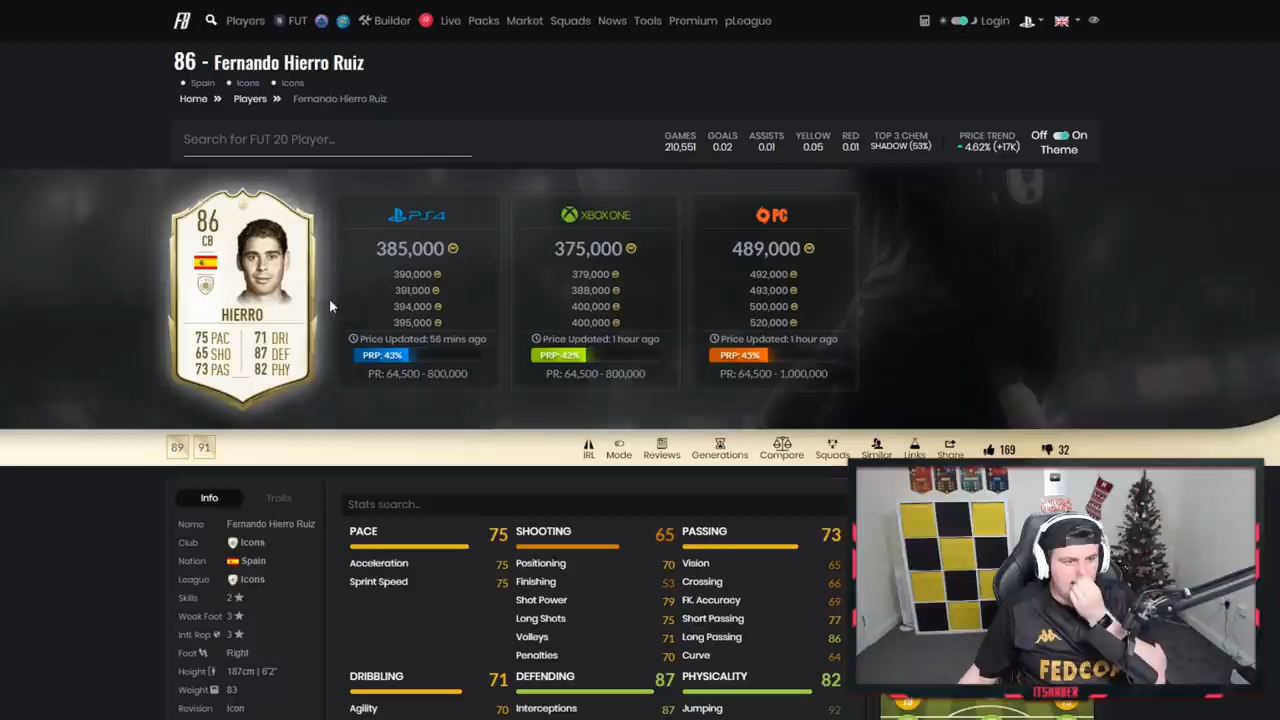 FB Players FUT Builder Live Packs Market Squads News Tools Premium pLeague Login
86 - Fernando Hierro Ruiz
Spain Icons Icons
Home » Players » Fernando Hierro Ruiz
Search for FUT 20 Player...
GAMES GOALS ASSISTS YELLOW RED TOP 3 CHEM PRICE TREND Off On
210,551 0.02 0.01 0.05 0.01 SHADOW (53%) 4.62% (+17K) Theme
86
CB
HIERRO
75 PAC 71 DRI
65 SHO 87 DEF
73 PAS 82 PHY
PS4
385,000
390,000
391,000
394,000
395,000
Price Updated: 56 mins ago
PRP: 43%
PR: 64,500 - 800,000
XBOX ONE
375,000
379,000
388,000
400,000
400,000
Price Updated: 1 hour ago
PRP: 42%
PR: 64,500 - 800,000
PC
489,000
492,000
493,000
500,000
520,000
Price Updated: 1 hour ago
PRP: 45%
PR: 64,500 - 1,000,000
89 91
IRL Mode Reviews Generations Compare Squads Similar Links Share 169 32
Info Traits
Name Fernando Hierro Ruiz
Club Icons
Nation Spain
League Icons
Skills 2
Weak Foot 3
Intl. Rep 3
Foot Right
Height 187cm | 6'2"
Weight 83
Revision Icon
Stats search...
PACE 75
Acceleration 75
Sprint Speed 75
SHOOTING 65
Positioning 70
Finishing 53
Shot Power 79
Long Shots 75
Volleys 71
Penalties 70
PASSING 73
Vision 65
Crossing 66
FK. Accuracy 69
Short Passing 77
Long Passing 86
Curve 64
DRIBBLING 71
Agility 70
DEFENDING 87
Interceptions 87
PHYSICALITY 82
Jumping 92
FEDCO
ITSHABER